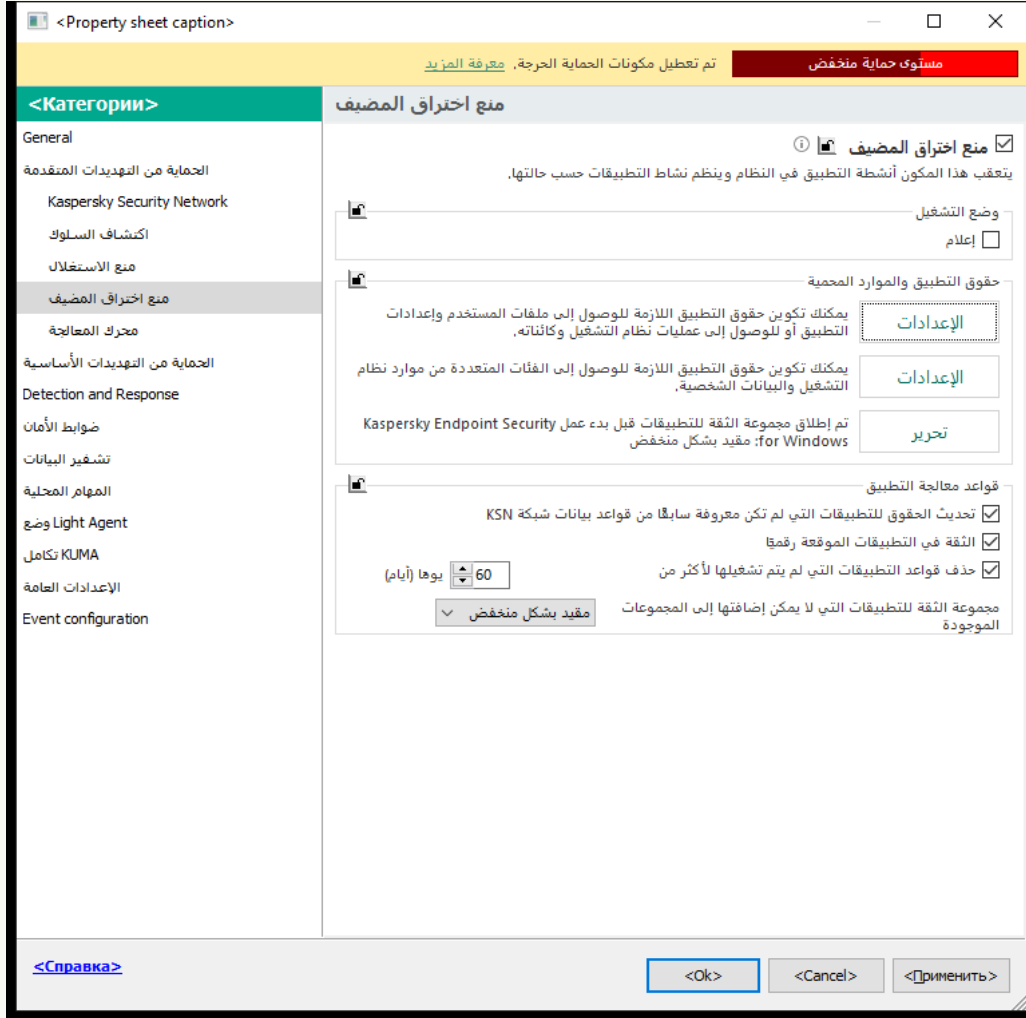 <Property sheet caption>
مستوى حماية منخفض
تم تعطيل مكونات الحماية الحرجة. معرفة المزيد
<Категории>
General
الحماية من التهديدات المتقدمة
Kaspersky Security Network
اكتشاف السلوك
منع الاستغلال
منع اختراق المضيف
محرك المعالجة
الحماية من التهديدات الأساسية
Detection and Response
ضوابط الأمان
تشفير البيانات
المهام المحلية
وضع Light Agent
تكامل KUMA
الإعدادات العامة
Event configuration
منع اختراق المضيف
منع اختراق المضيف
يتعقب هذا المكون أنشطة التطبيق في النظام وينظم نشاط التطبيقات حسب حالتها.
وضع التشغيل
إعلام
حقوق التطبيق والموارد المحمية
الإعدادات
يمكنك تكوين حقوق التطبيق اللازمة للوصول إلى ملفات المستخدم وإعدادات
التطبيق أو للوصول إلى عمليات نظام التشغيل وكائناته.
الإعدادات
يمكنك تكوين حقوق التطبيق اللازمة للوصول إلى الفئات المتعددة من موارد نظام
التشغيل والبيانات الشخصية.
تحرير
تم إطلاق مجموعة الثقة للتطبيقات قبل بدء عمل Kaspersky Endpoint Security
for Windows: مقيد بشكل منخفض
قواعد معالجة التطبيق
تحديث الحقوق للتطبيقات التي لم تكن معروفة سابقًا من قواعد بيانات شبكة KSN
الثقة في التطبيقات الموقعة رقميًا
حذف قواعد التطبيقات التي لم يتم تشغيلها لأكثر من 60 يوها (أيام)
مجموعة الثقة للتطبيقات التي لا يمكن إضافتها إلى المجموعات
الموجودة
مقيد بشكل منخفض
<Справка>
<Ok>
<Cancel>
<Применить>